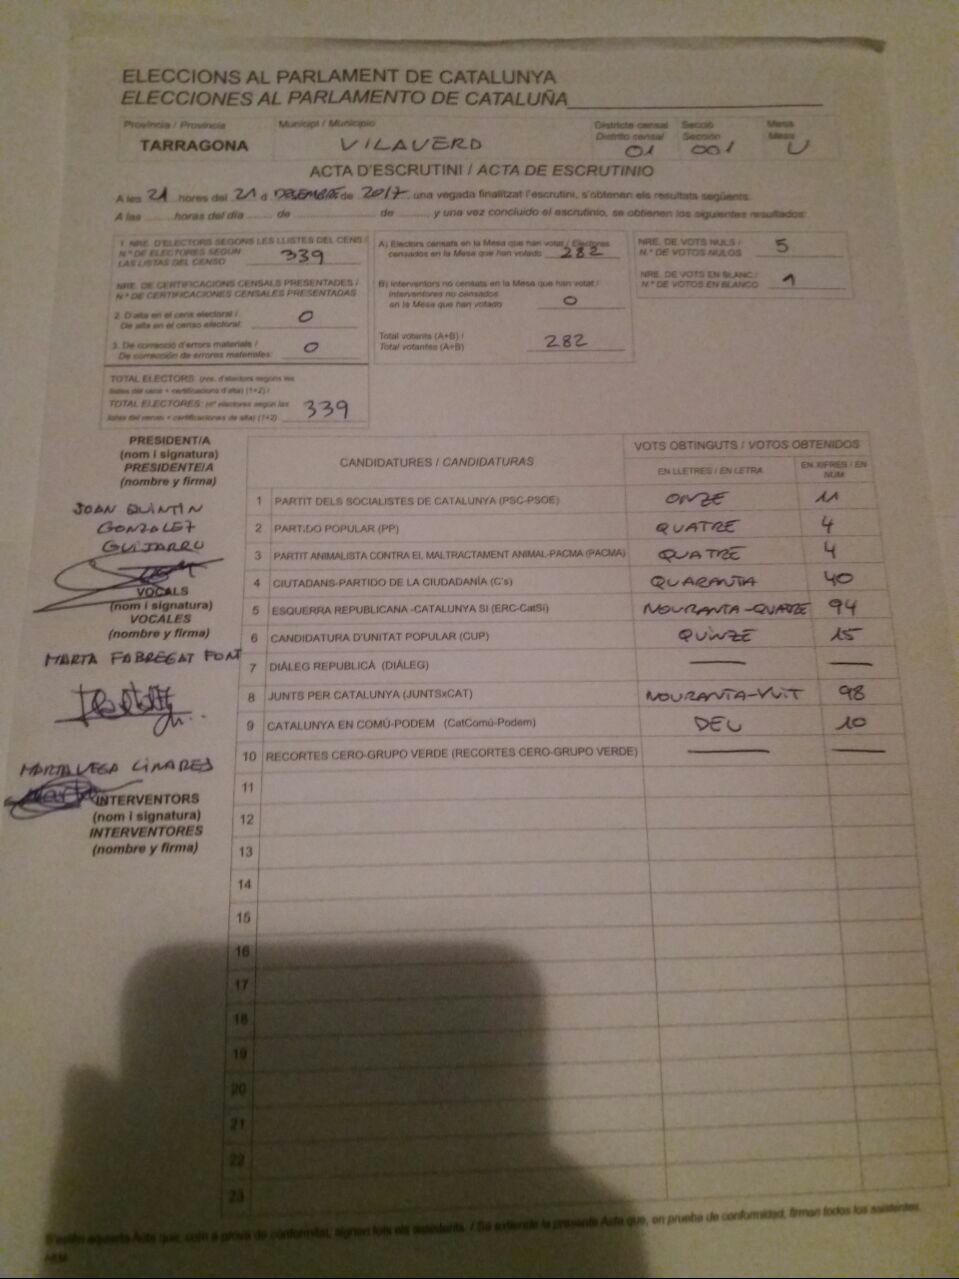 ELECCIONS AL PARLAMENT DE CATALUNYA
ELECCIONES AL PARLAMENTO DE CATALUÑA
Província / Provincia
TARRAGONA
Municipi / Municipio
VILAVERD
Districte censal
Distrito censal
01
Secció
Sección
001
Mesa
Mesa
U
ACTA D'ESCRUTINI / ACTA DE ESCRUTINIO
A les 21 hores del 21 d DESEMBRE de 2017, una vegada finalitzat l'escrutini, s'obtenen els resultats següents:
A las ........ horas del día ....... de .................... de ........., y una vez concluido el escrutinio, se obtienen los siguientes resultados:
1. NRE. D'ELECTORS SEGONS LES LLISTES DEL CENS /
N.º DE ELECTORES SEGÚN
LAS LISTAS DEL CENSO 339
NRE. DE CERTIFICACIONS CENSALS PRESENTADES /
N.º DE CERTIFICACIONES CENSALES PRESENTADAS
2. D'alta en el cens electoral /
De alta en el censo electoral: 0
3. De correcció d'errors materials /
De corrección de errores materiales: 0
TOTAL ELECTORS (nre. d'electors segons les
llistes del cens + certificacions d'alta) (1+2) /
TOTAL ELECTORES: (nº electores según las
listas del censo + certificaciones de alta) (1+2) 339
A) Electors censats en la Mesa que han votat / Electores
censados en la Mesa que han votado 282
B) Interventors no censats en la Mesa que han votat /
Interventores no censados
en la Mesa que han votado 0
Total votants (A+B) /
Total votantes (A+B) 282
NRE. DE VOTS NULS /
N.º DE VOTOS NULOS 5
NRE. DE VOTS EN BLANC /
N.º DE VOTOS EN BLANCO 1
PRESIDENT/A
(nom i signatura)
PRESIDENTE/A
(nombre y firma)
JOAN QUINTIN
GONZALEZ
GUIJARRO
VOCALS
(nom i signatura)
VOCALES
(nombre y firma)
MARTA FABREGAT FONT
MARTA VEGA LINARES
INTERVENTORS
(nom i signatura)
INTERVENTORES
(nombre y firma)
CANDIDATURES / CANDIDATURAS
VOTS OBTINGUTS / VOTOS OBTENIDOS
EN LLETRES / EN LETRA
EN XIFRES / EN
NÚM
1 PARTIT DELS SOCIALISTES DE CATALUNYA (PSC-PSOE) ONZE 11
2 PARTIDO POPULAR (PP) QUATRE 4
3 PARTIT ANIMALISTA CONTRA EL MALTRACTAMENT ANIMAL-PACMA (PACMA) QUATRE 4
4 CIUTADANS-PARTIDO DE LA CIUDADANÍA (C's) QUARANTA 40
5 ESQUERRA REPUBLICANA -CATALUNYA SI (ERC-CatSí) NOURANTA-QUATRE 94
6 CANDIDATURA D'UNITAT POPULAR (CUP) QUINZE 15
7 DIÀLEG REPUBLICÀ (DIÀLEG) — —
8 JUNTS PER CATALUNYA (JUNTSxCAT) NOURANTA-VUIT 98
9 CATALUNYA EN COMÚ-PODEM (CatComú-Podem) DEU 10
10 RECORTES CERO-GRUPO VERDE (RECORTES CERO-GRUPO VERDE) — —
11
12
13
14
15
16
17
18
19
20
21
22
23
S'estén aquesta Acta que, com a prova de conformitat, signen tots els assistents. / Se extiende la presente Acta que, en prueba de conformidad, firman todos los asistentes.